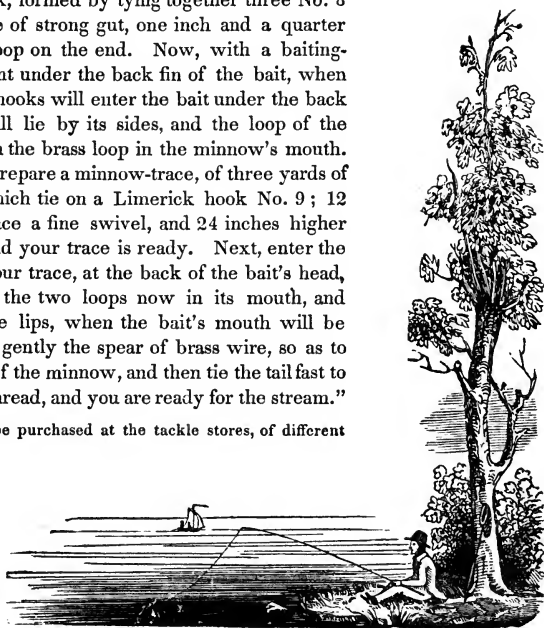 formed by tying together three No. 8
of strong gut, one inch and a quarter
on the end. Now, with a baiting-
under the back fin of the bait, when
hooks will enter the bait under the back
lie by its sides, and the loop of the
the brass loop in the minnow's mouth.
repare a minnow-trace, of three yards of
hich tie on a Limerick hook No. 9; 12
a fine swivel, and 24 inches higher
your trace is ready. Next, enter the
our trace, at the back of the bait's head,
the two loops now in its mouth, and
lips, when the bait's mouth will be
gently the spear of brass wire, so as to
of the minnow, and then tie the tail fast to
hread, and you are ready for the stream."
be purchased at the tackle stores, of different